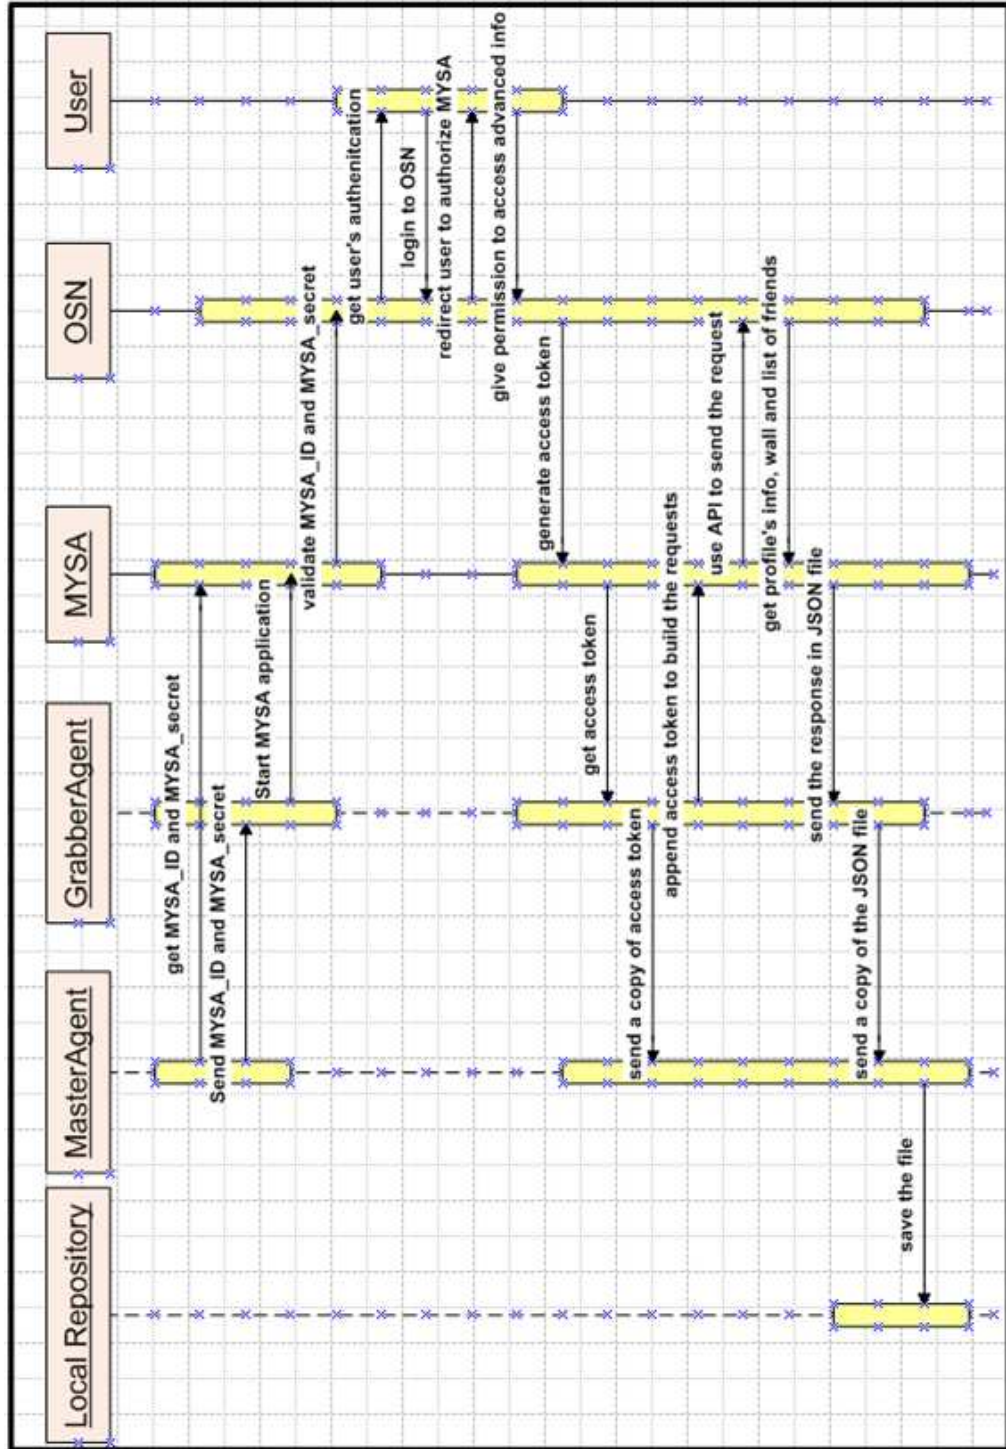 Local Repository
MasterAgent
GrabberAgent
MYSA
OSN
User
get MYSA_ID and MYSA_secret
Send MYSA_ID and MYSA_secret
Start MYSA application
validate MYSA_ID and MYSA_secret
get user's authenitcation
login to OSN
redirect user to authorize MYSA
give permission to access advanced info
generate access token
get access token
send a copy of access token
append access token to build the requests
use API to send the request
get profile's info, wall and list of friends
send the response in JSON file
send a copy of the JSON file
save the file